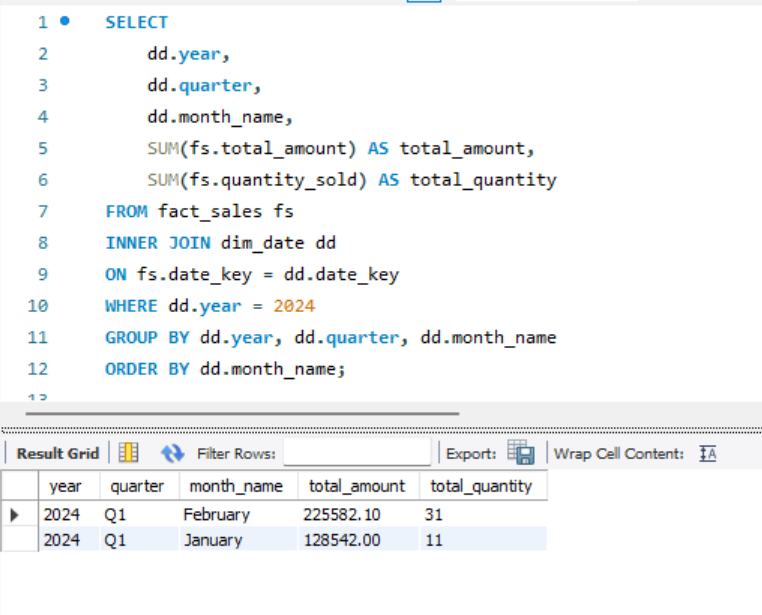 1 SELECT
2 dd.year,
3 dd.quarter,
4 dd.month_name,
5 SUM(fs.total_amount) AS total_amount,
6 SUM(fs.quantity_sold) AS total_quantity
7 FROM fact_sales fs
8 INNER JOIN dim_date dd
9 ON fs.date_key = dd.date_key
10 WHERE dd.year = 2024
11 GROUP BY dd.year, dd.quarter, dd.month_name
12 ORDER BY dd.month_name;
13
Result Grid Filter Rows: Export: Wrap Cell Content: IA
year quarter month_name total_amount total_quantity
2024 Q1 February 225582.10 31
2024 Q1 January 128542.00 11